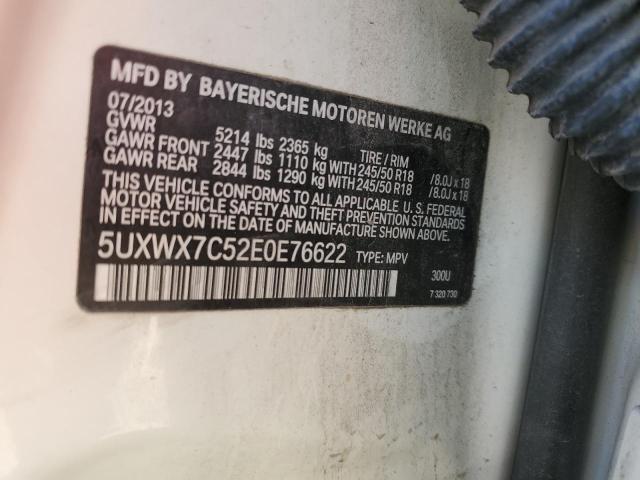 MFD BY BAYERISCHE MOTOREN WERKE AG
07/2013
GVWR 5214 lbs 2365 kg TIRE / RIM
GAWR FRONT 2447 lbs 1110 kg WITH 245/50 R18 /8.0J x 18
GAWR REAR 2844 lbs 1290 kg WITH 245/50 R18 /8.0J x 18
THIS VEHICLE CONFORMS TO ALL APPLICABLE U.S. FEDERAL
MOTOR VEHICLE SAFETY AND THEFT PREVENTION STANDARDS
IN EFFECT ON THE DATE OF MANUFACTURE SHOWN ABOVE.
5UXWX7C52E0E76622 TYPE: MPV
300U
7 320 730